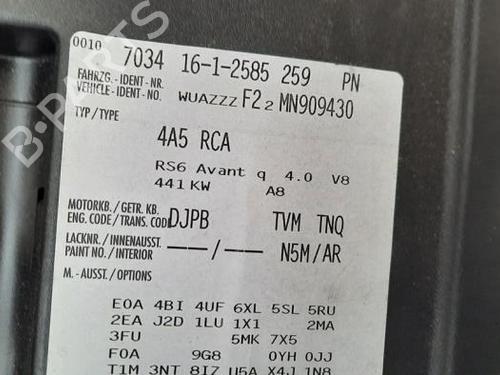 0010
7034 16-1-2585 259 PN
FAHRZG.-IDENT-NR.
VEHICLE-IDENT-NO.
WUAZZZ F2 2 MN909430
TYP/TYPE
4A5 RCA
RS6 Avant q 4.0 V8
441 KW A8
MOTORKB./GETR. KB.
ENG. CODE/TRANS. CODE
DJPB TVM TNQ
LACKNR./INNENAUSST.
PAINT NO./INTERIOR
——/—— N5M/AR
M.-AUSST./OPTIONS
E0A 4BI 4UF 6XL 5SL 5RU
2EA J2D 1LU 1X1 2MA
3FU 5MK 7X5
F0A 9G8 0YH 0JJ
T1M 3NT 8IZ U5A X4J 1N8
B-PARTS